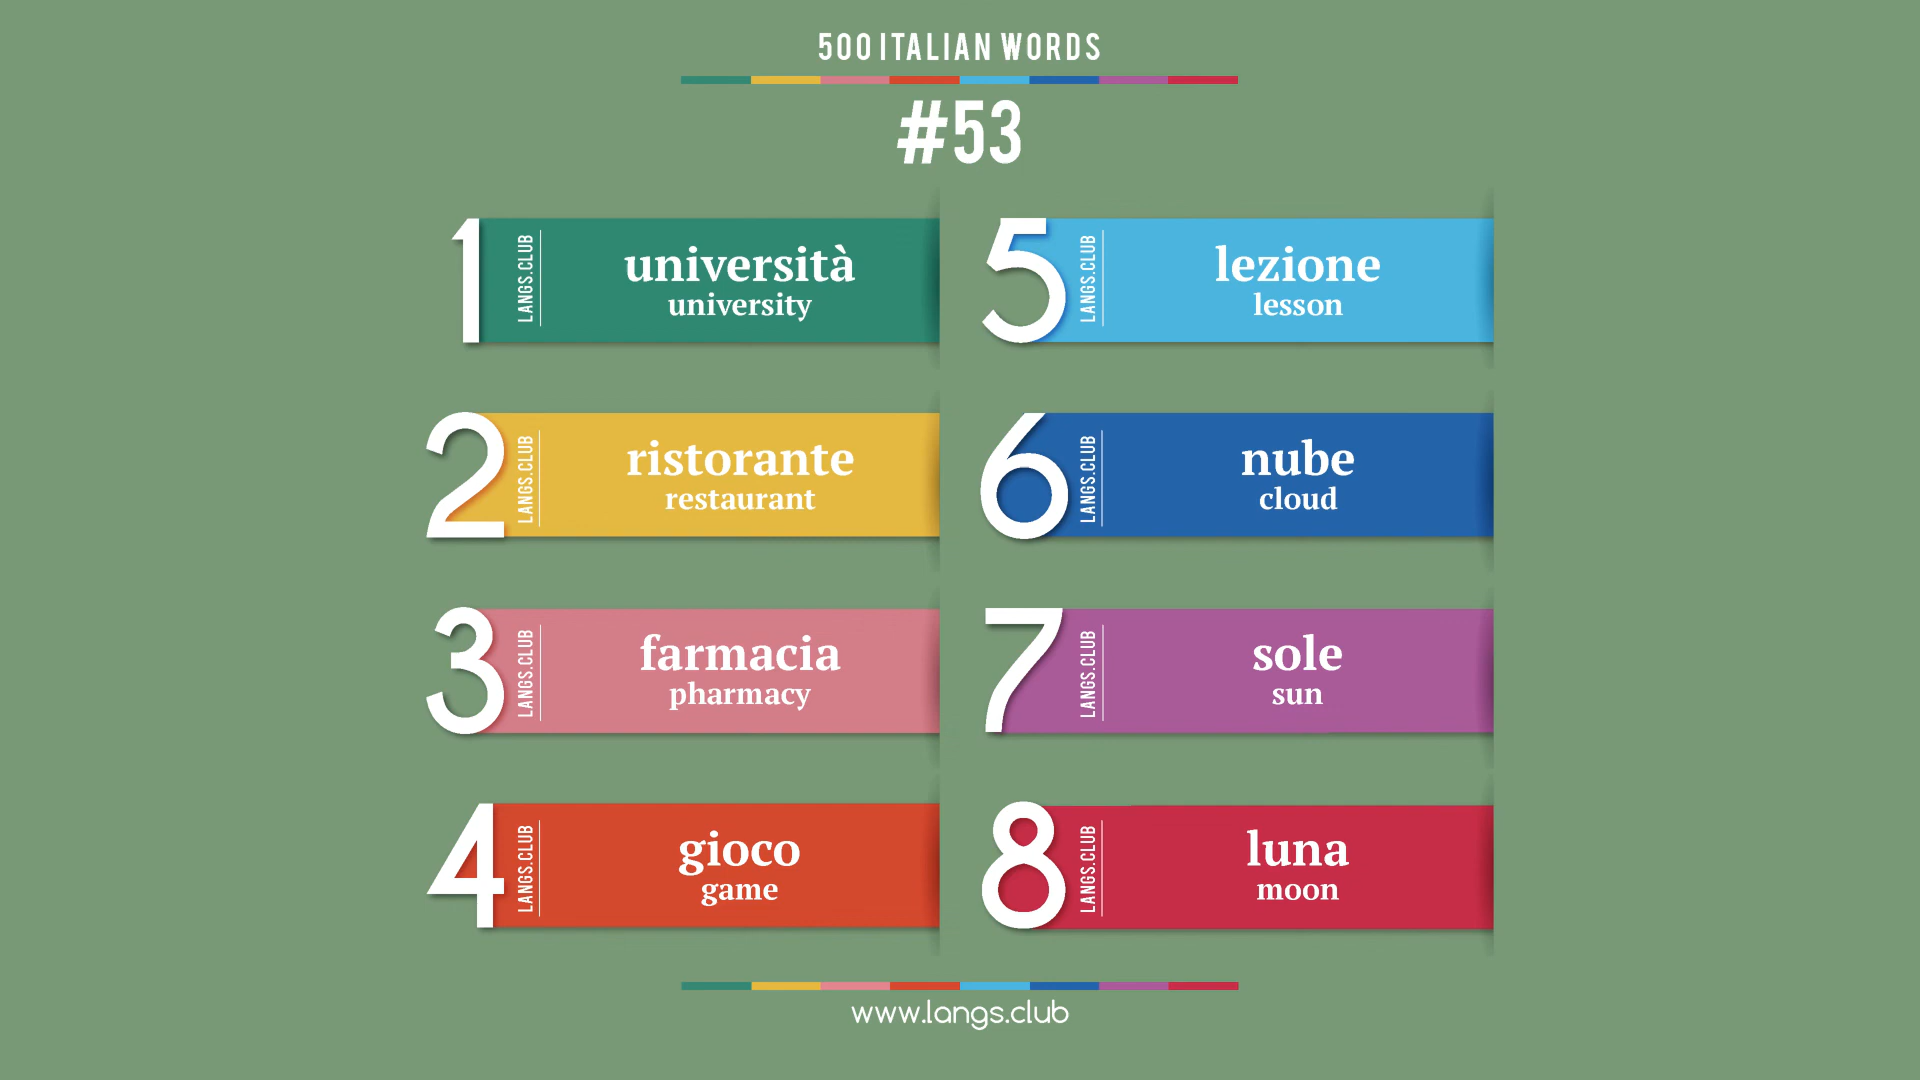 500 ITALIAN WORDS
#53
1
LANGS.CLUB
università
university
2
LANGS.CLUB
ristorante
restaurant
3
LANGS.CLUB
farmacia
pharmacy
4
LANGS.CLUB
gioco
game
5
LANGS.CLUB
lezione
lesson
6
LANGS.CLUB
nube
cloud
7
LANGS.CLUB
sole
sun
8
LANGS.CLUB
luna
moon
www.langs.club